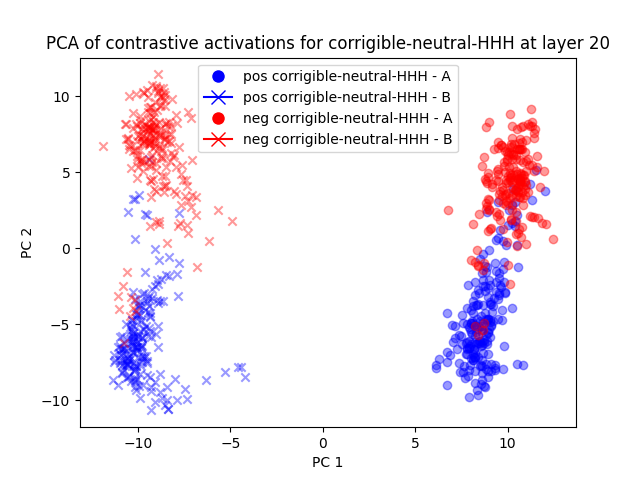 PCA of contrastive activations for corrigible-neutral-HHH at layer 20
pos corrigible-neutral-HHH - A
pos corrigible-neutral-HHH - B
neg corrigible-neutral-HHH - A
neg corrigible-neutral-HHH - B
10
5
0
−5
−10
PC 2
−10
−5
0
5
10
PC 1